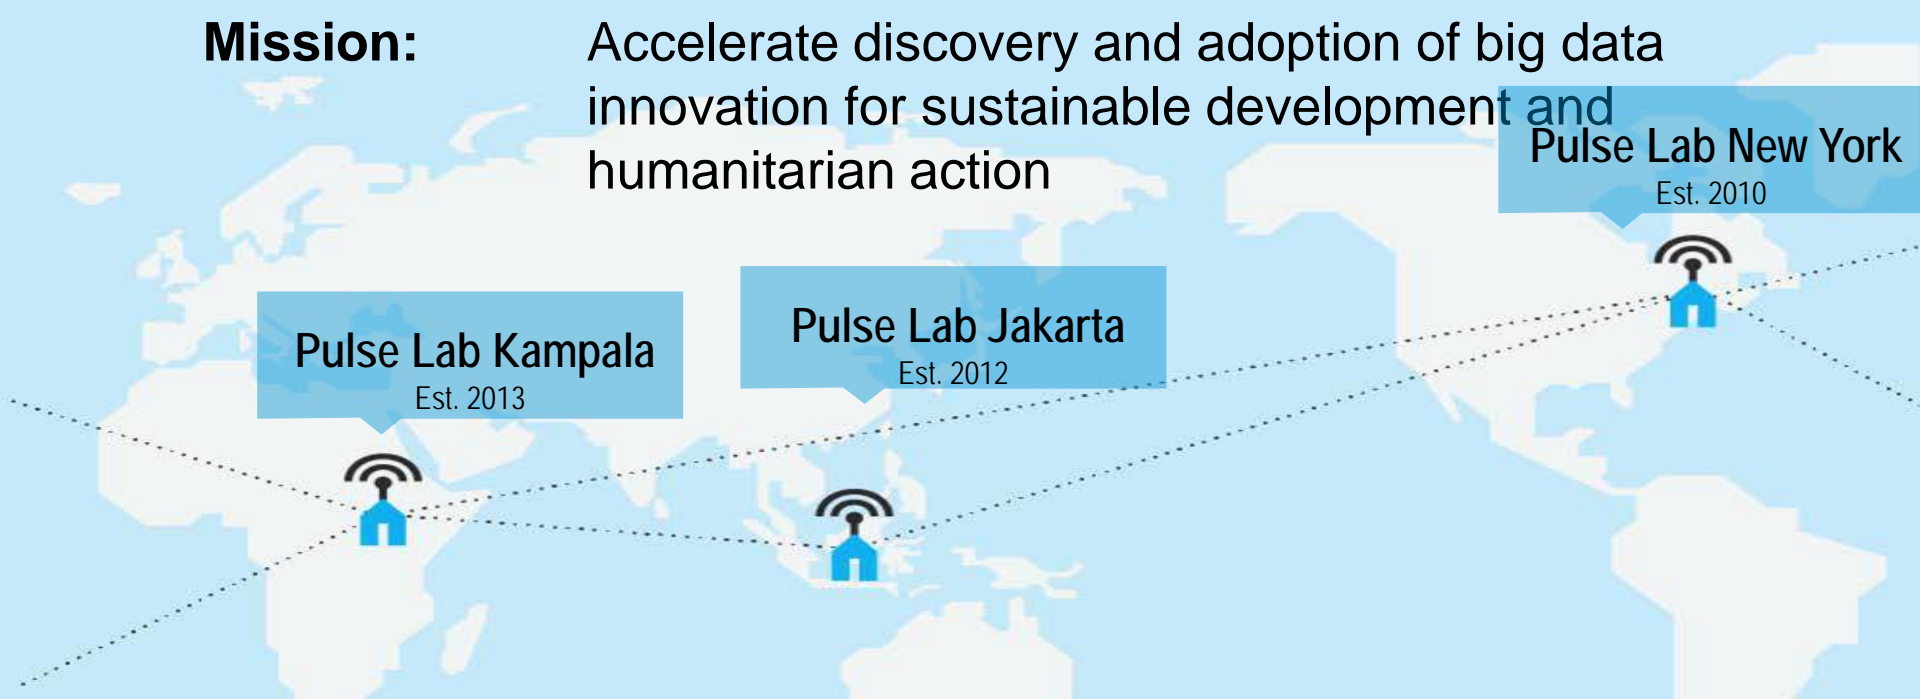 Mission: Accelerate discovery and adoption of big data
innovation for sustainable development and
humanitarian action
Pulse Lab New York
Est. 2010
Pulse Lab Jakarta
Est. 2012
Pulse Lab Kampala
Est. 2013